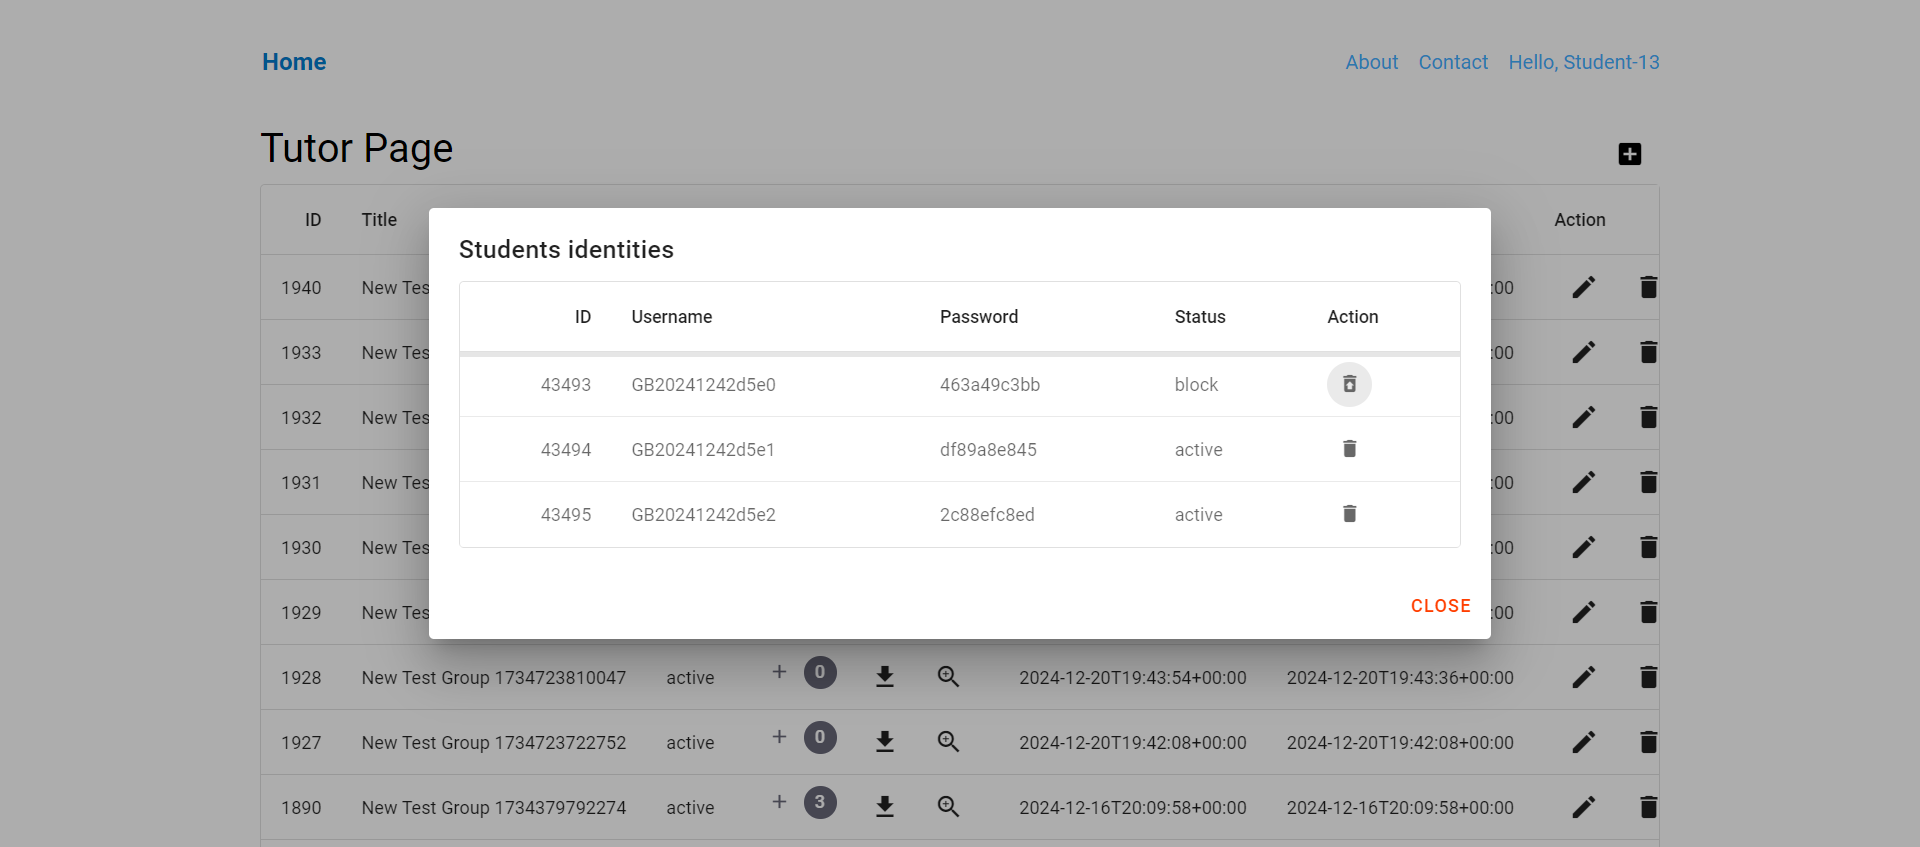 Home About Contact Hello, Student-13
Tutor Page
ID Title Action
Students identities
ID Username Password Status Action
43493 GB20241242d5e0 463a49c3bb block
43494 GB20241242d5e1 df89a8e845 active
43495 GB20241242d5e2 2c88efc8ed active
CLOSE
1940 New Tes :00
1933 New Tes :00
1932 New Tes :00
1931 New Tes :00
1930 New Tes :00
1929 New Tes :00
1928 New Test Group 1734723810047 active + 0 2024-12-20T19:43:54+00:00 2024-12-20T19:43:36+00:00
1927 New Test Group 1734723722752 active + 0 2024-12-20T19:42:08+00:00 2024-12-20T19:42:08+00:00
1890 New Test Group 1734379792274 active + 3 2024-12-16T20:09:58+00:00 2024-12-16T20:09:58+00:00